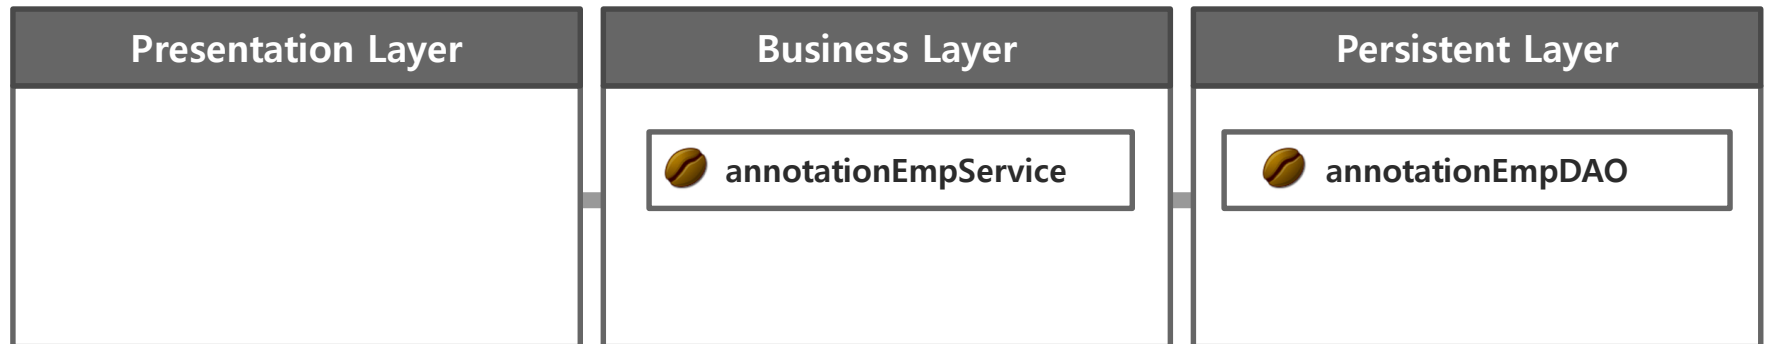 Presentation Layer
Business Layer
Persistent Layer
annotationEmpService
annotationEmpDAO